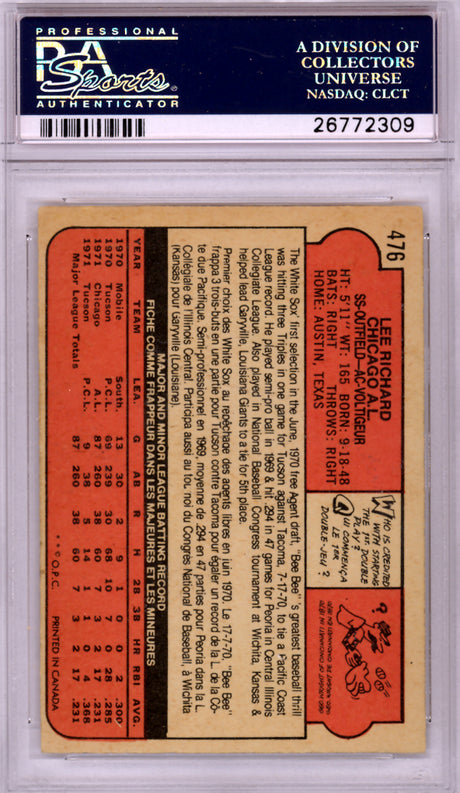 PROFESSIONAL
PSA
Sports
AUTHENTICATOR
A DIVISION OF
COLLECTORS
UNIVERSE
NASDAQ: CLCT
26772309
476
LEE RICHARD
CHICAGO A.L.
SS-OUTFIELD—AC-VOLTIGEUR
HT: 5'11" WT: 165 BORN: 9-18-48
BATS: RIGHT THROWS: RIGHT
HOME: AUSTIN, TEXAS
WHO IS CREDITED
WITH STARTING
THE 1ST DOUBLE
PLAY?
QUI COMMENÇA
LE 1ER
DOUBLE-JEU?
The White Sox' first selection in the June, 1970 free Agent draft, "Bee Bee"'s greatest baseball thrill
was hitting three Triples in one game for Tucson against Tacoma, 7-17-70, to tie a Pacific Coast
League record. He played semi-pro ball in 1969 & hit .294 in 47 games for Peoria in Central Illinois
Collegiate League. Also played in National Baseball Congress tournament at Wichita, Kansas &
helped lead Garyville, Louisiana Giants to a tie for 5th place.
Premier choix des White Sox au repêchage des agents libres en juin 1970. Le 17-7-70, "Bee Bee"
frappa 3 trois-buts en une partie pour Tucson contre Tacoma pour égaler un record de la L. de la Cô-
te du Pacifique. Semi-professionnel en 1969, moyenne de 294 en 47 parties pour Peoria dans la L.
Collégiale de l'Illinois Central. Participa aussi au tournoi du Congrès National de Baseball, à Wichita
(Kansas) pour Garyville (Louisiane).
MAJOR AND MINOR LEAGUE BATTING RECORD
FICHE COMME FRAPPEUR DANS LES MAJEURES ET LES MINEURES
YEAR TEAM LEA. G AB R H 2B 3B HR RBI AVG.
1970 Mobile South. 13 30 2 9 0 2 .300
1970 Tucson P.C.L. 69 239 30 68 10 7 0 28 .285
1971 Chicago A.L. 87 260 38 60 7 3 2 17 .231
1971 Tucson P.C.L. 9 38 5 14 1 4 .368
Major League Totals 87 260 38 60 7 3 2 17 .231
* * © O.P.C. PRINTED IN CANADA